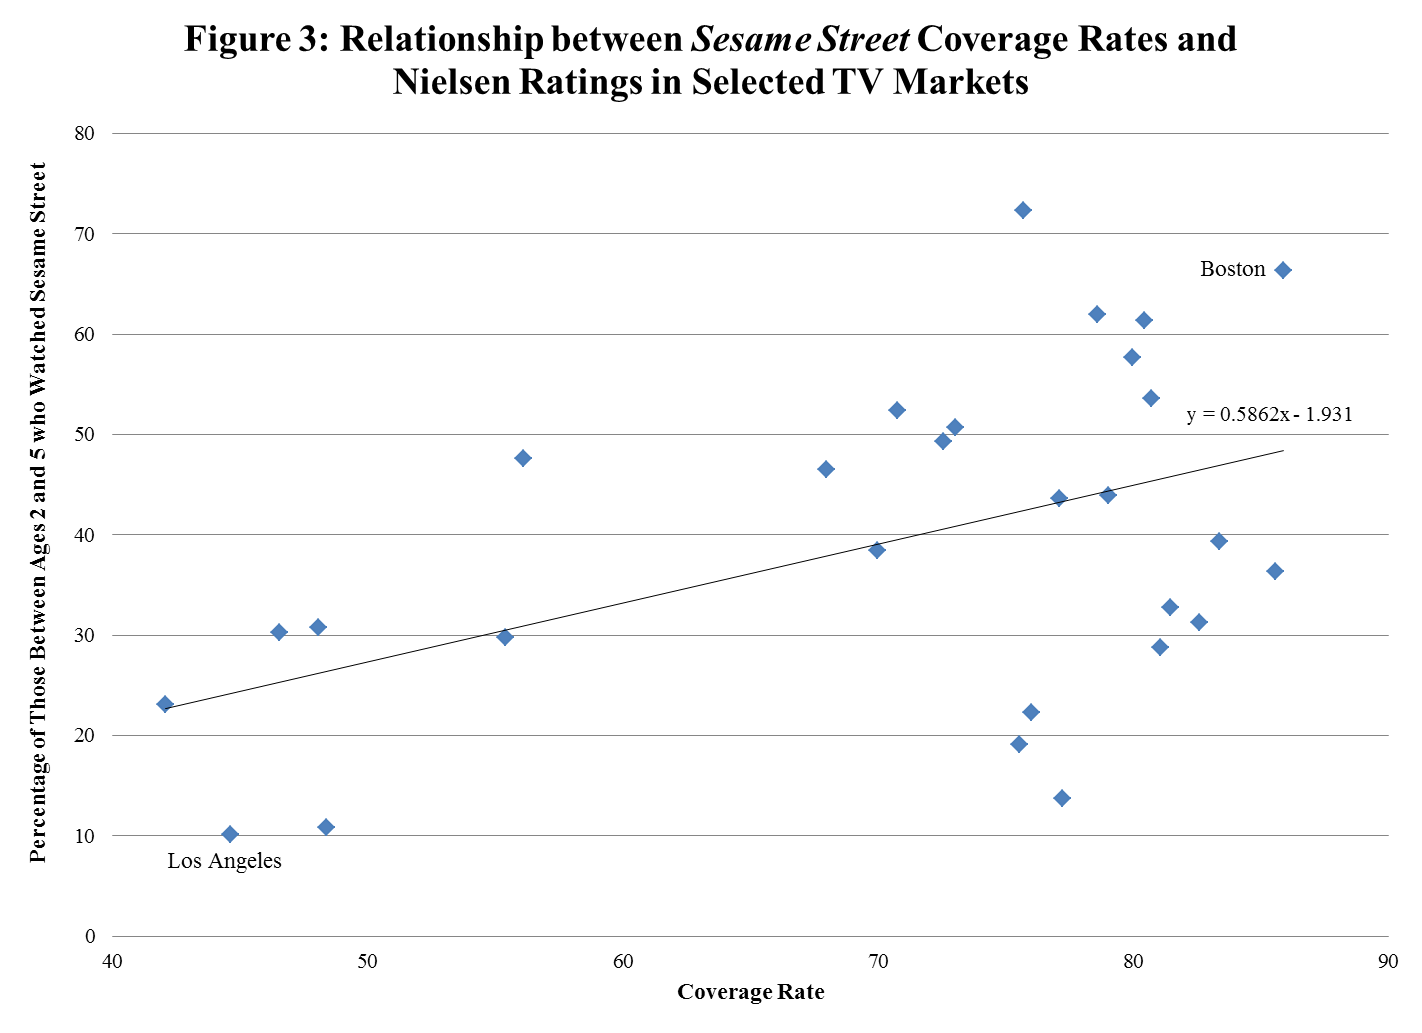 Figure 3: Relationship between Sesame Street Coverage Rates and
Nielsen Ratings in Selected TV Markets
Percentage of Those Between Ages 2 and 5 who Watched Sesame Street
80
70
60
50
40
30
20
10
0
Boston
y = 0.5862x - 1.931
Los Angeles
40 50 60 70 80 90
Coverage Rate